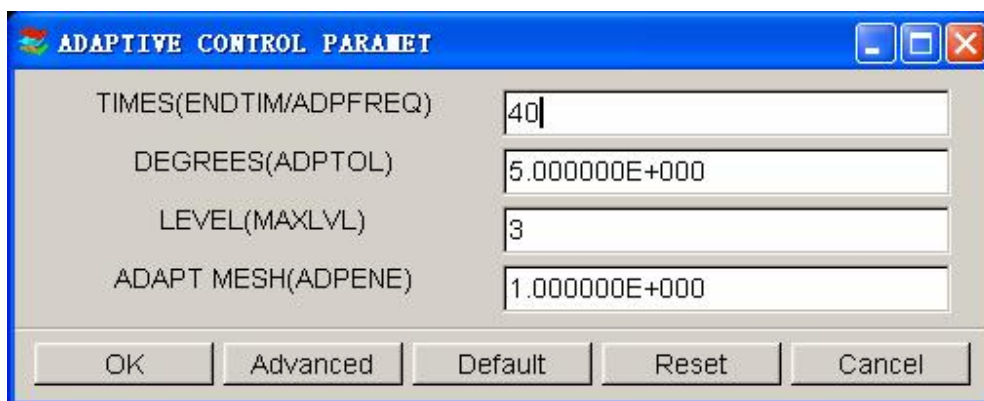 ADAPTIVE CONTROL PARAMET
TIMES(ENDTIM/ADPFREQ) 40
DEGREES(ADPTOL) 5.000000E+000
LEVEL(MAXLVL) 3
ADAPT MESH(ADPENE) 1.000000E+000
OK Advanced Default Reset Cancel